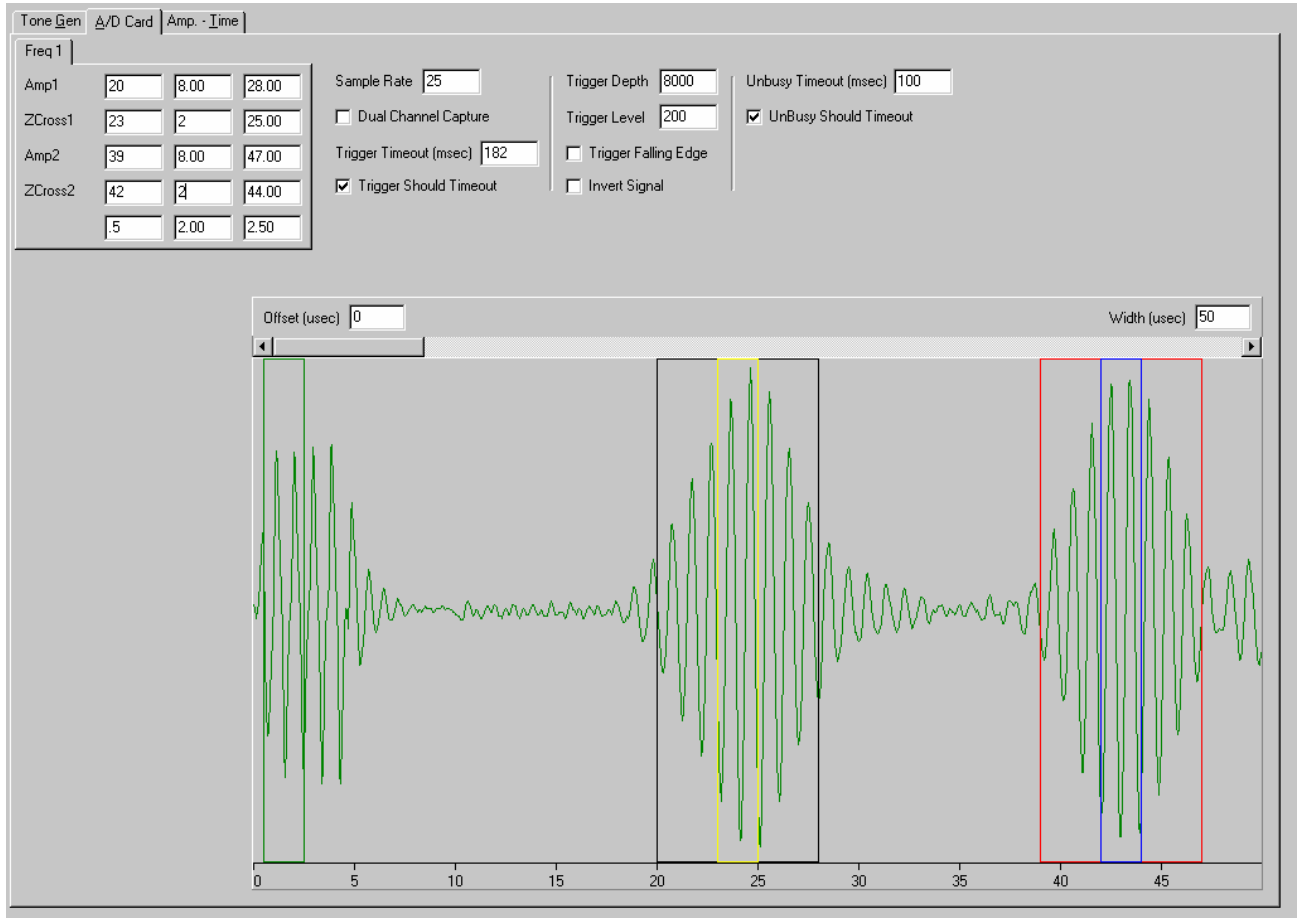 Tone Gen A/D Card Amp. - Time
Freq 1
Amp1 20 8.00 28.00
ZCross1 23 2 25.00
Amp2 39 8.00 47.00
ZCross2 42 2 44.00
.5 2.00 2.50
Sample Rate 25
Dual Channel Capture
Trigger Timeout (msec) 182
Trigger Should Timeout
Trigger Depth 8000
Trigger Level 200
Trigger Falling Edge
Invert Signal
Unbusy Timeout (msec) 100
UnBusy Should Timeout
Offset (usec) 0 Width (usec) 50
0 5 10 15 20 25 30 35 40 45